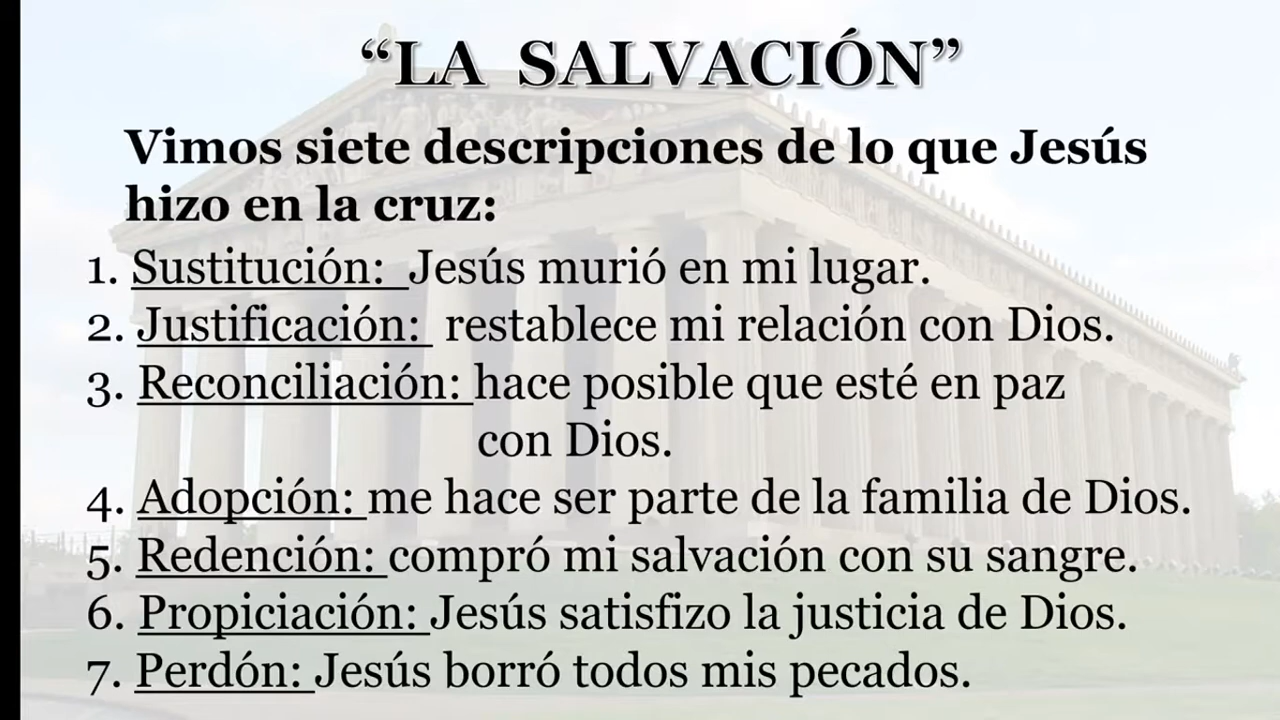 “LA SALVACIÓN”
Vimos siete descripciones de lo que Jesús
hizo en la cruz:
1. Sustitución: Jesús murió en mi lugar.
2. Justificación: restablece mi relación con Dios.
3. Reconciliación: hace posible que esté en paz
con Dios.
4. Adopción: me hace ser parte de la familia de Dios.
5. Redención: compró mi salvación con su sangre.
6. Propiciación: Jesús satisfizo la justicia de Dios.
7. Perdón: Jesús borró todos mis pecados.